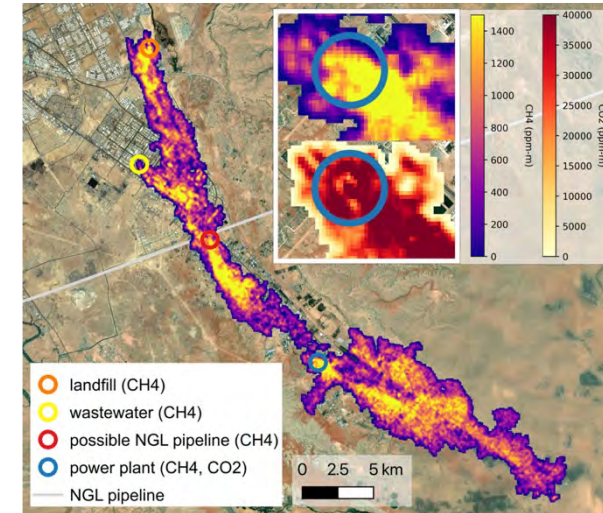 1400
1200
1000
800
600
400
200
0
CH4 (ppm-m)
40000
35000
30000
25000
20000
15000
10000
5000
0
CO2 (ppm-m)
landfill (CH4)
wastewater (CH4)
possible NGL pipeline (CH4)
power plant (CH4, CO2)
NGL pipeline
0 2.5 5 km